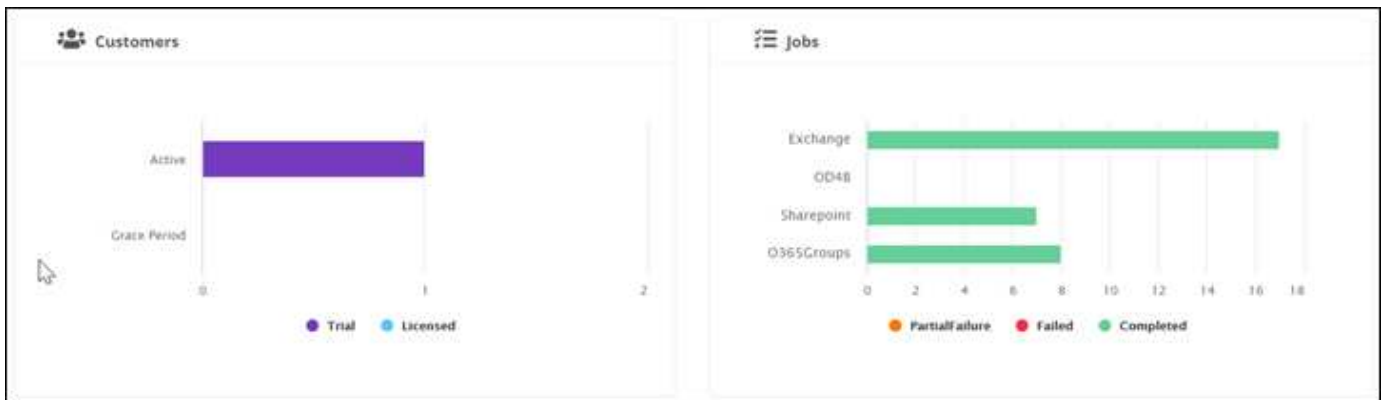 Customers
Active
Grace Period
0 1 2
Trial Licensed
Jobs
Exchange
OD4B
Sharepoint
O365Groups
0 2 4 6 8 10 12 14 16 18
PartialFailure Failed Completed